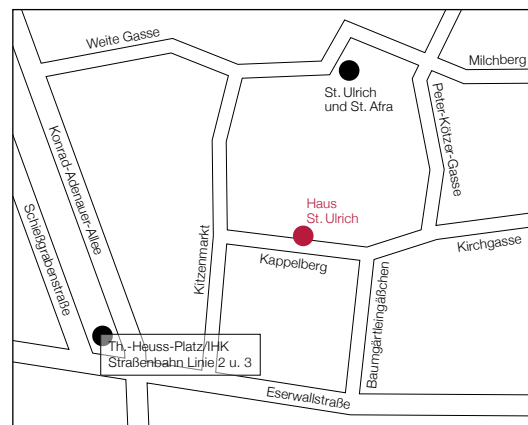 Weite Gasse
Milchberg
St. Ulrich
und St. Afra
Peter-Kötzer-Gasse
Konrad-Adenauer-Allee
Schießgrabenstraße
Haus
St. Ulrich
Kitzenmarkt
Kappelberg
Kirchgasse
Baumgärtleingäßchen
Th.-Heuss-Platz/IHK
Straßenbahn Linie 2 u. 3
Eserwallstraße